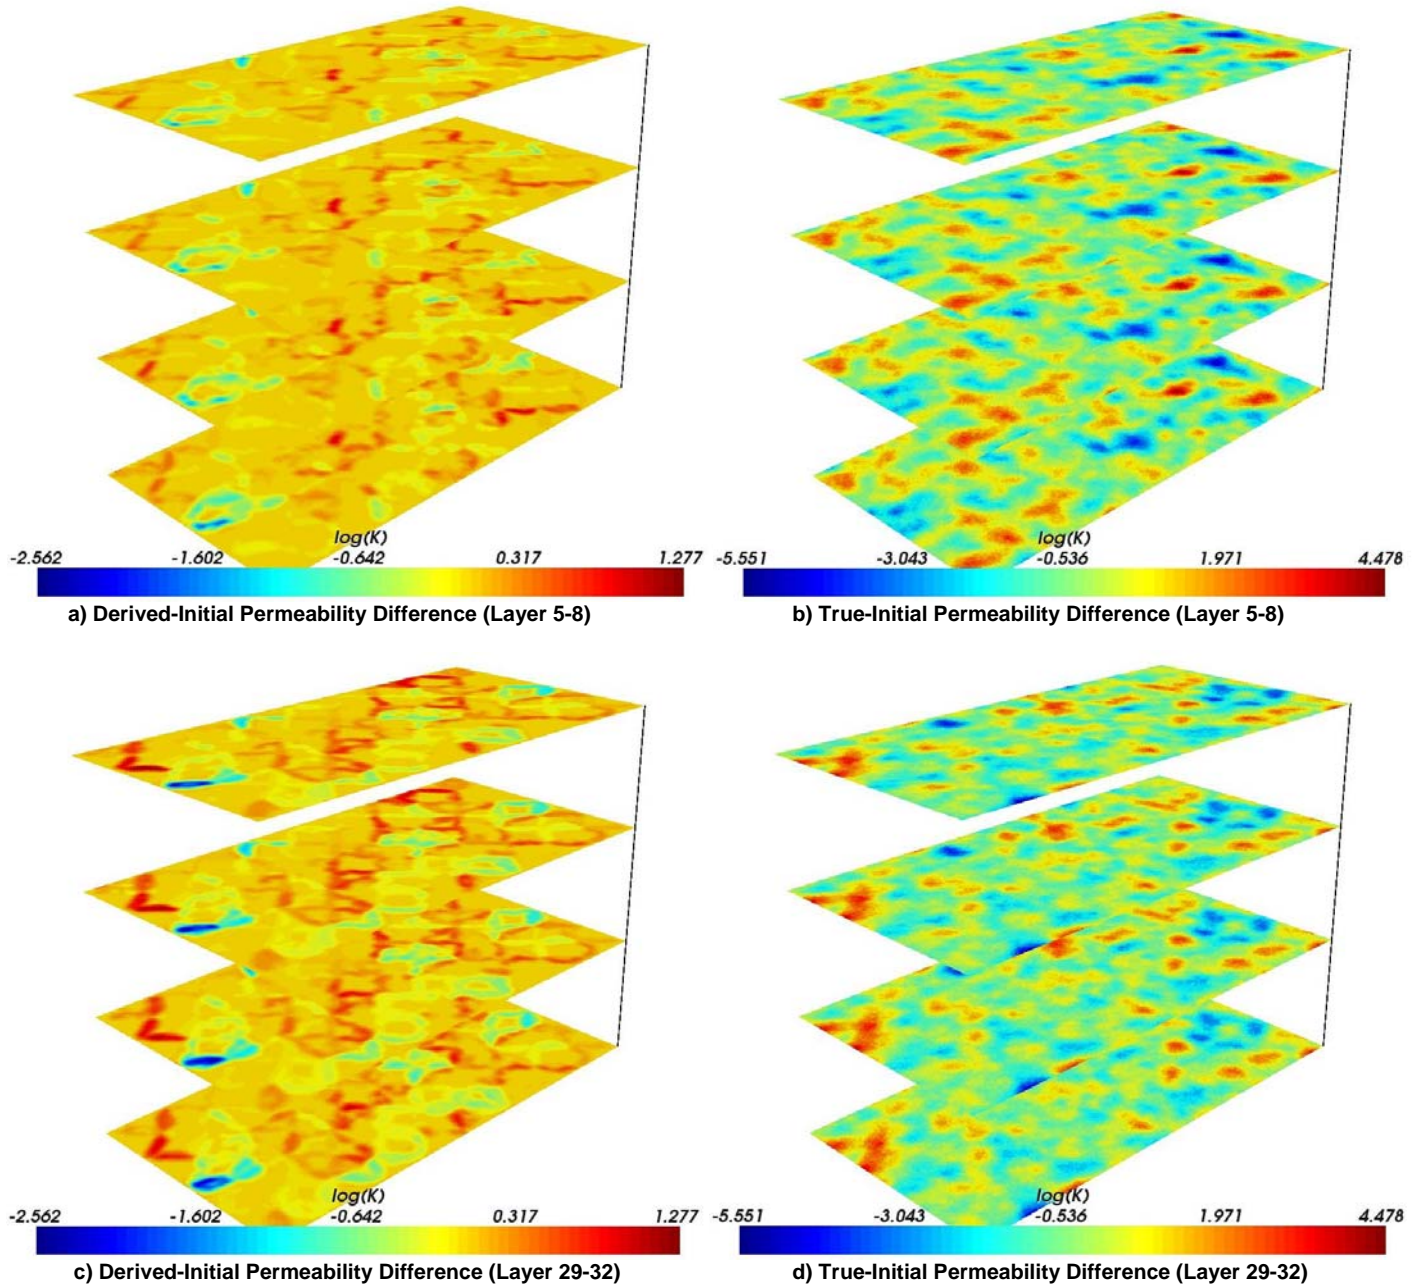 log(K)
-2.562 -1.602 -0.642 0.317 1.277
a) Derived-Initial Permeability Difference (Layer 5-8)
log(K)
-5.551 -3.043 -0.536 1.971 4.478
b) True-Initial Permeability Difference (Layer 5-8)
log(K)
-2.562 -1.602 -0.642 0.317 1.277
c) Derived-Initial Permeability Difference (Layer 29-32)
log(K)
-5.551 -3.043 -0.536 1.971 4.478
d) True-Initial Permeability Difference (Layer 29-32)